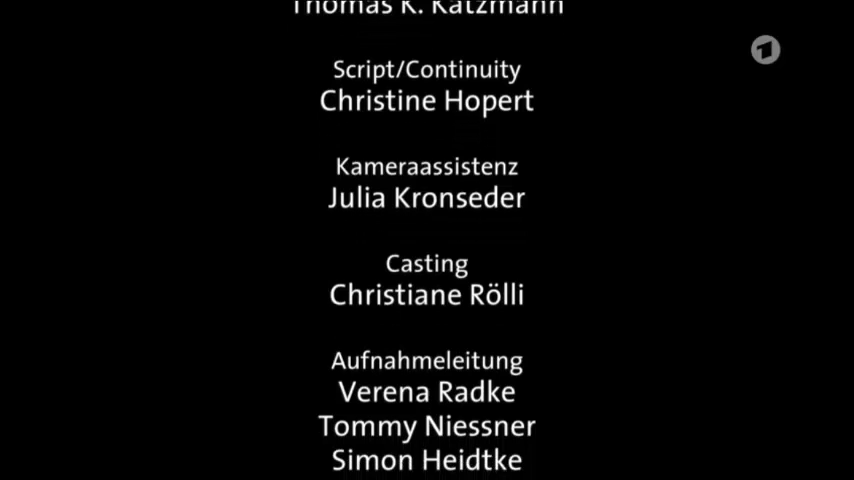 Thomas K. Katzmann
Script/Continuity
Christine Hopert
Kameraassistenz
Julia Kronseder
Casting
Christiane Rölli
Aufnahmeleitung
Verena Radke
Tommy Niessner
Simon Heidtke